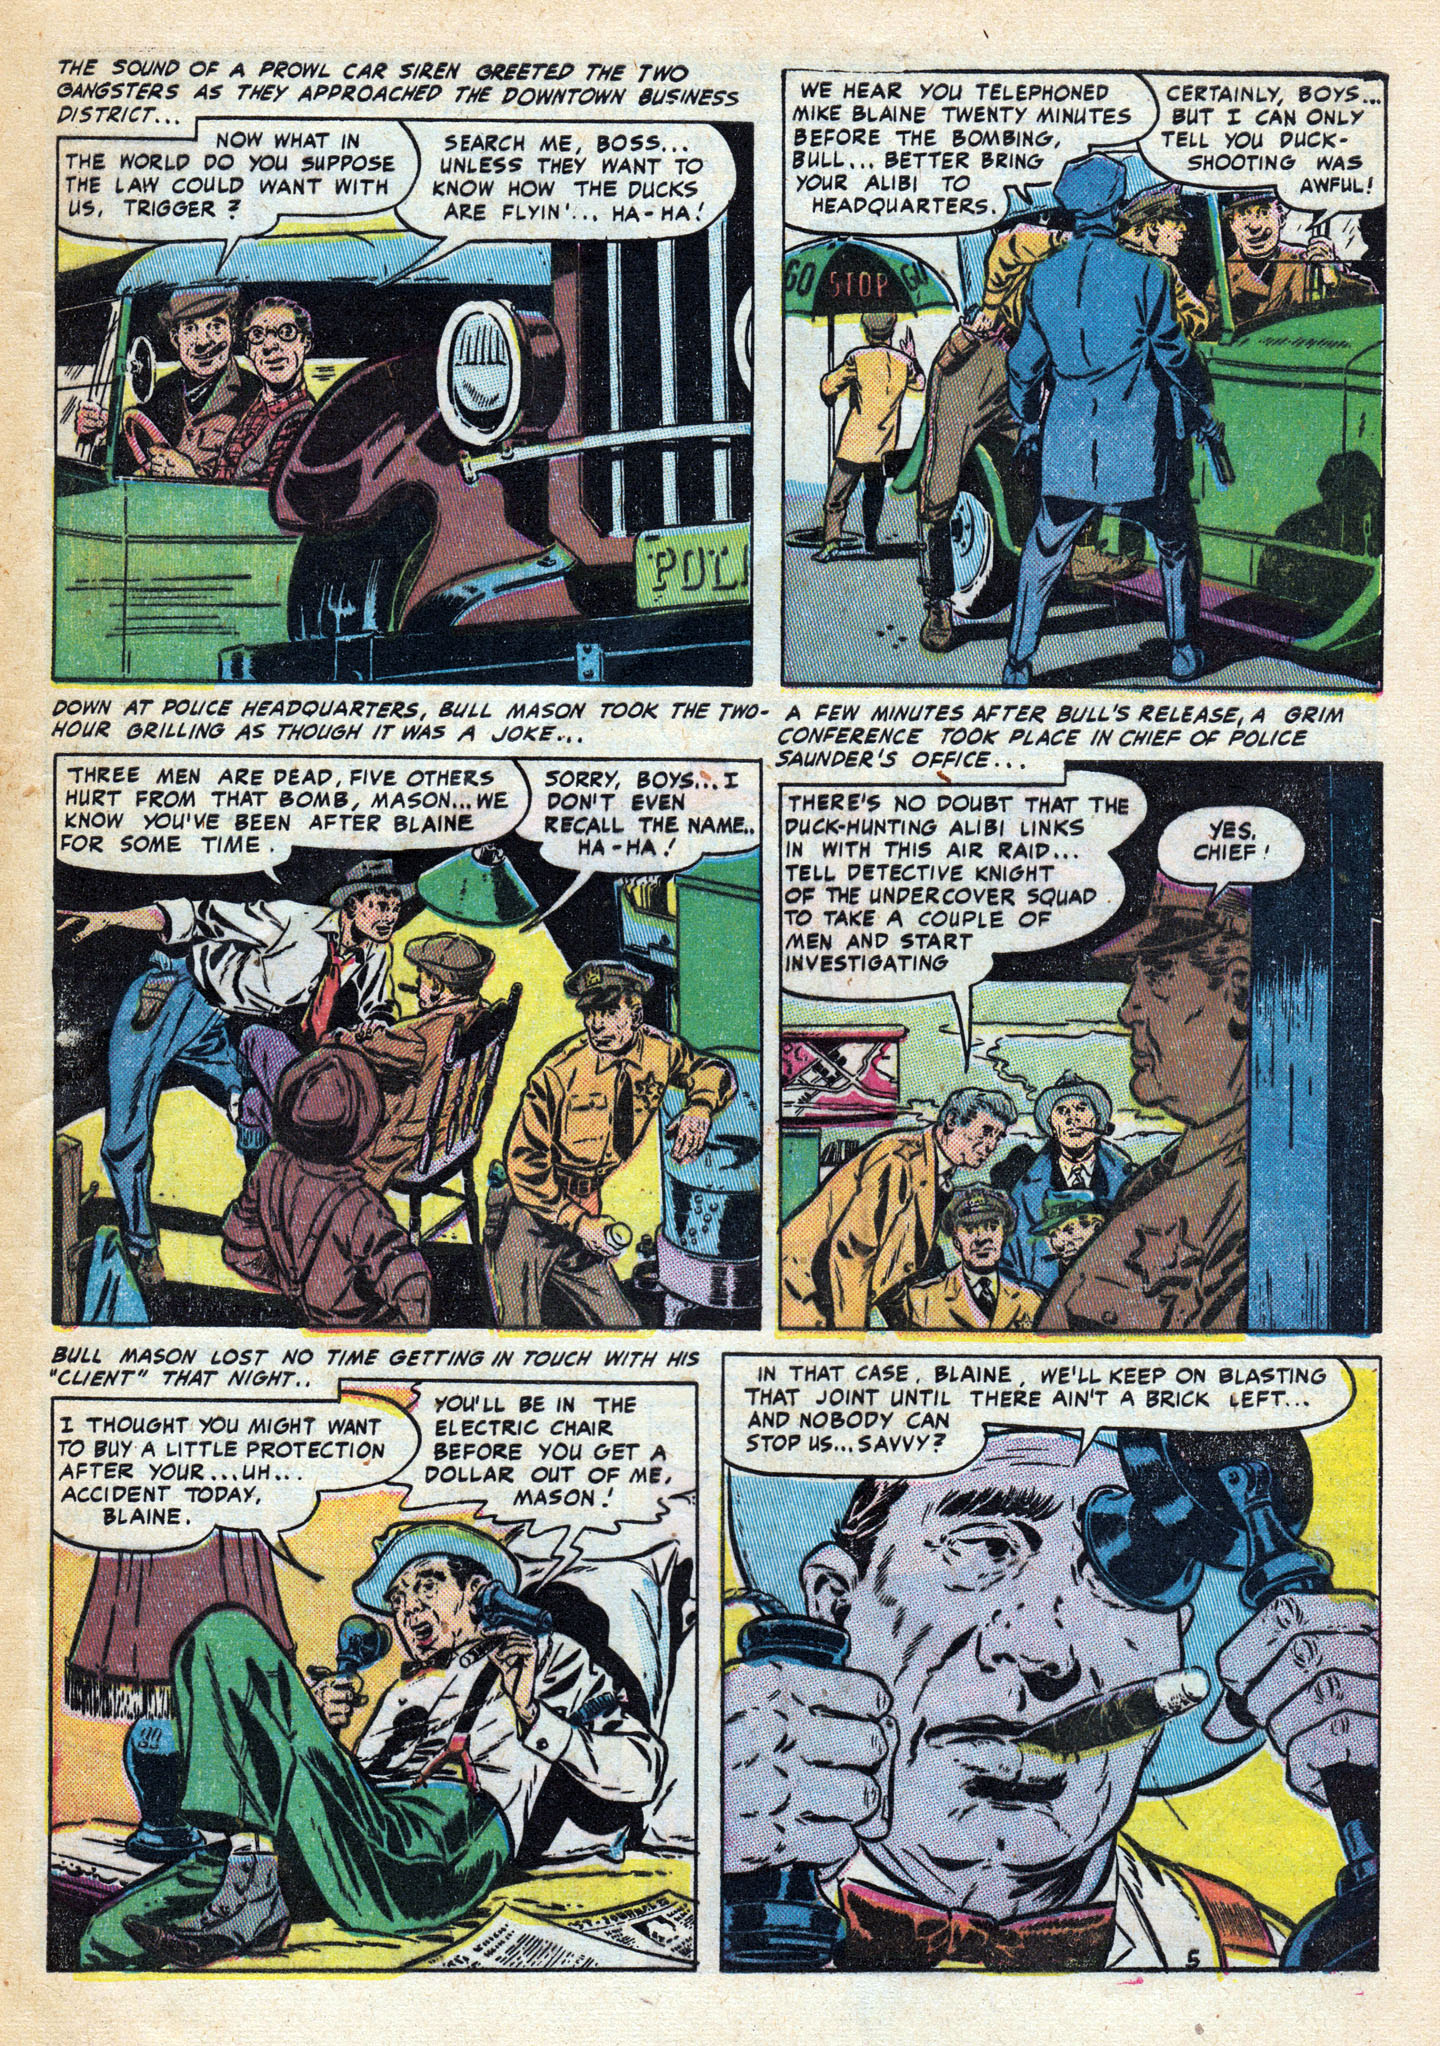 THE SOUND OF A PROWL CAR SIREN GREETED THE TWO
GANGSTERS AS THEY APPROACHED THE DOWNTOWN BUSINESS
DISTRICT...
NOW WHAT IN
THE WORLD DO YOU SUPPOSE
THE LAW COULD WANT WITH
US, TRIGGER?
SEARCH ME, BOSS...
UNLESS THEY WANT TO
KNOW HOW THE DUCKS
ARE FLYIN'... HA-HA!
WE HEAR YOU TELEPHONED
MIKE BLAINE TWENTY MINUTES
BEFORE THE BOMBING,
BULL... BETTER BRING
YOUR ALIBI TO
HEADQUARTERS.
CERTAINLY, BOYS...
BUT I CAN ONLY
TELL YOU DUCK-
SHOOTING WAS
AWFUL!
GO STOP GO
DOWN AT POLICE HEADQUARTERS, BULL MASON TOOK THE TWO-
HOUR GRILLING AS THOUGH IT WAS A JOKE...
THREE MEN ARE DEAD, FIVE OTHERS
HURT FROM THAT BOMB, MASON... WE
KNOW YOU'VE BEEN AFTER BLAINE
FOR SOME TIME.
SORRY, BOYS... I
DON'T EVEN
RECALL THE NAME..
HA-HA!
A FEW MINUTES AFTER BULL'S RELEASE, A GRIM
CONFERENCE TOOK PLACE IN CHIEF OF POLICE
SAUNDER'S OFFICE...
THERE'S NO DOUBT THAT THE
DUCK-HUNTING ALIBI LINKS
IN WITH THIS AIR RAID...
TELL DETECTIVE KNIGHT
OF THE UNDERCOVER SQUAD
TO TAKE A COUPLE OF
MEN AND START
INVESTIGATING
YES,
CHIEF!
BULL MASON LOST NO TIME GETTING IN TOUCH WITH HIS
"CLIENT" THAT NIGHT..
I THOUGHT YOU MIGHT WANT
TO BUY A LITTLE PROTECTION
AFTER YOUR...UH...
ACCIDENT TODAY,
BLAINE.
YOU'LL BE IN THE
ELECTRIC CHAIR
BEFORE YOU GET A
DOLLAR OUT OF ME,
MASON!
IN THAT CASE, BLAINE, WE'LL KEEP ON BLASTING
THAT JOINT UNTIL THERE AIN'T A BRICK LEFT...
AND NOBODY CAN
STOP US... SAVVY?
5